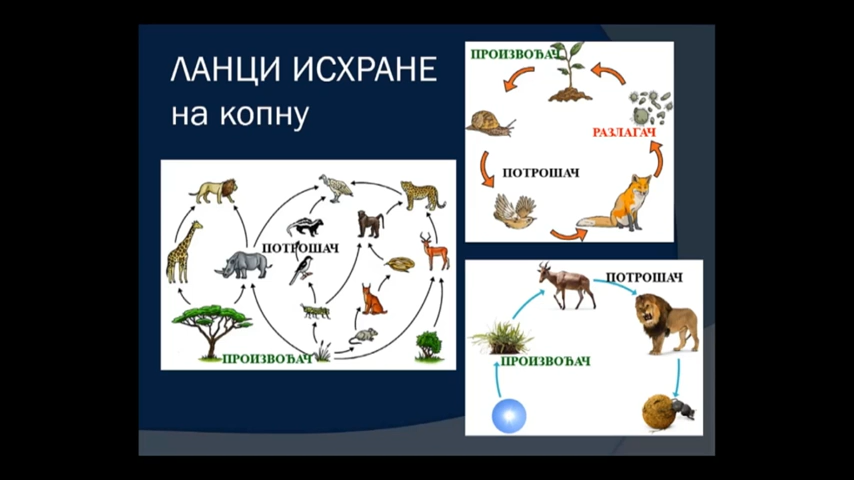 ЛАНЦИ ИСХРАНЕ
на копну
ПРОИЗВОЂАЧ
РАЗЛАГАЧ
ПОТРОШАЧ
ПОТРОШАЧ
ПРОИЗВОЂАЧ
ПОТРОШАЧ
ПРОИЗВОЂАЧ